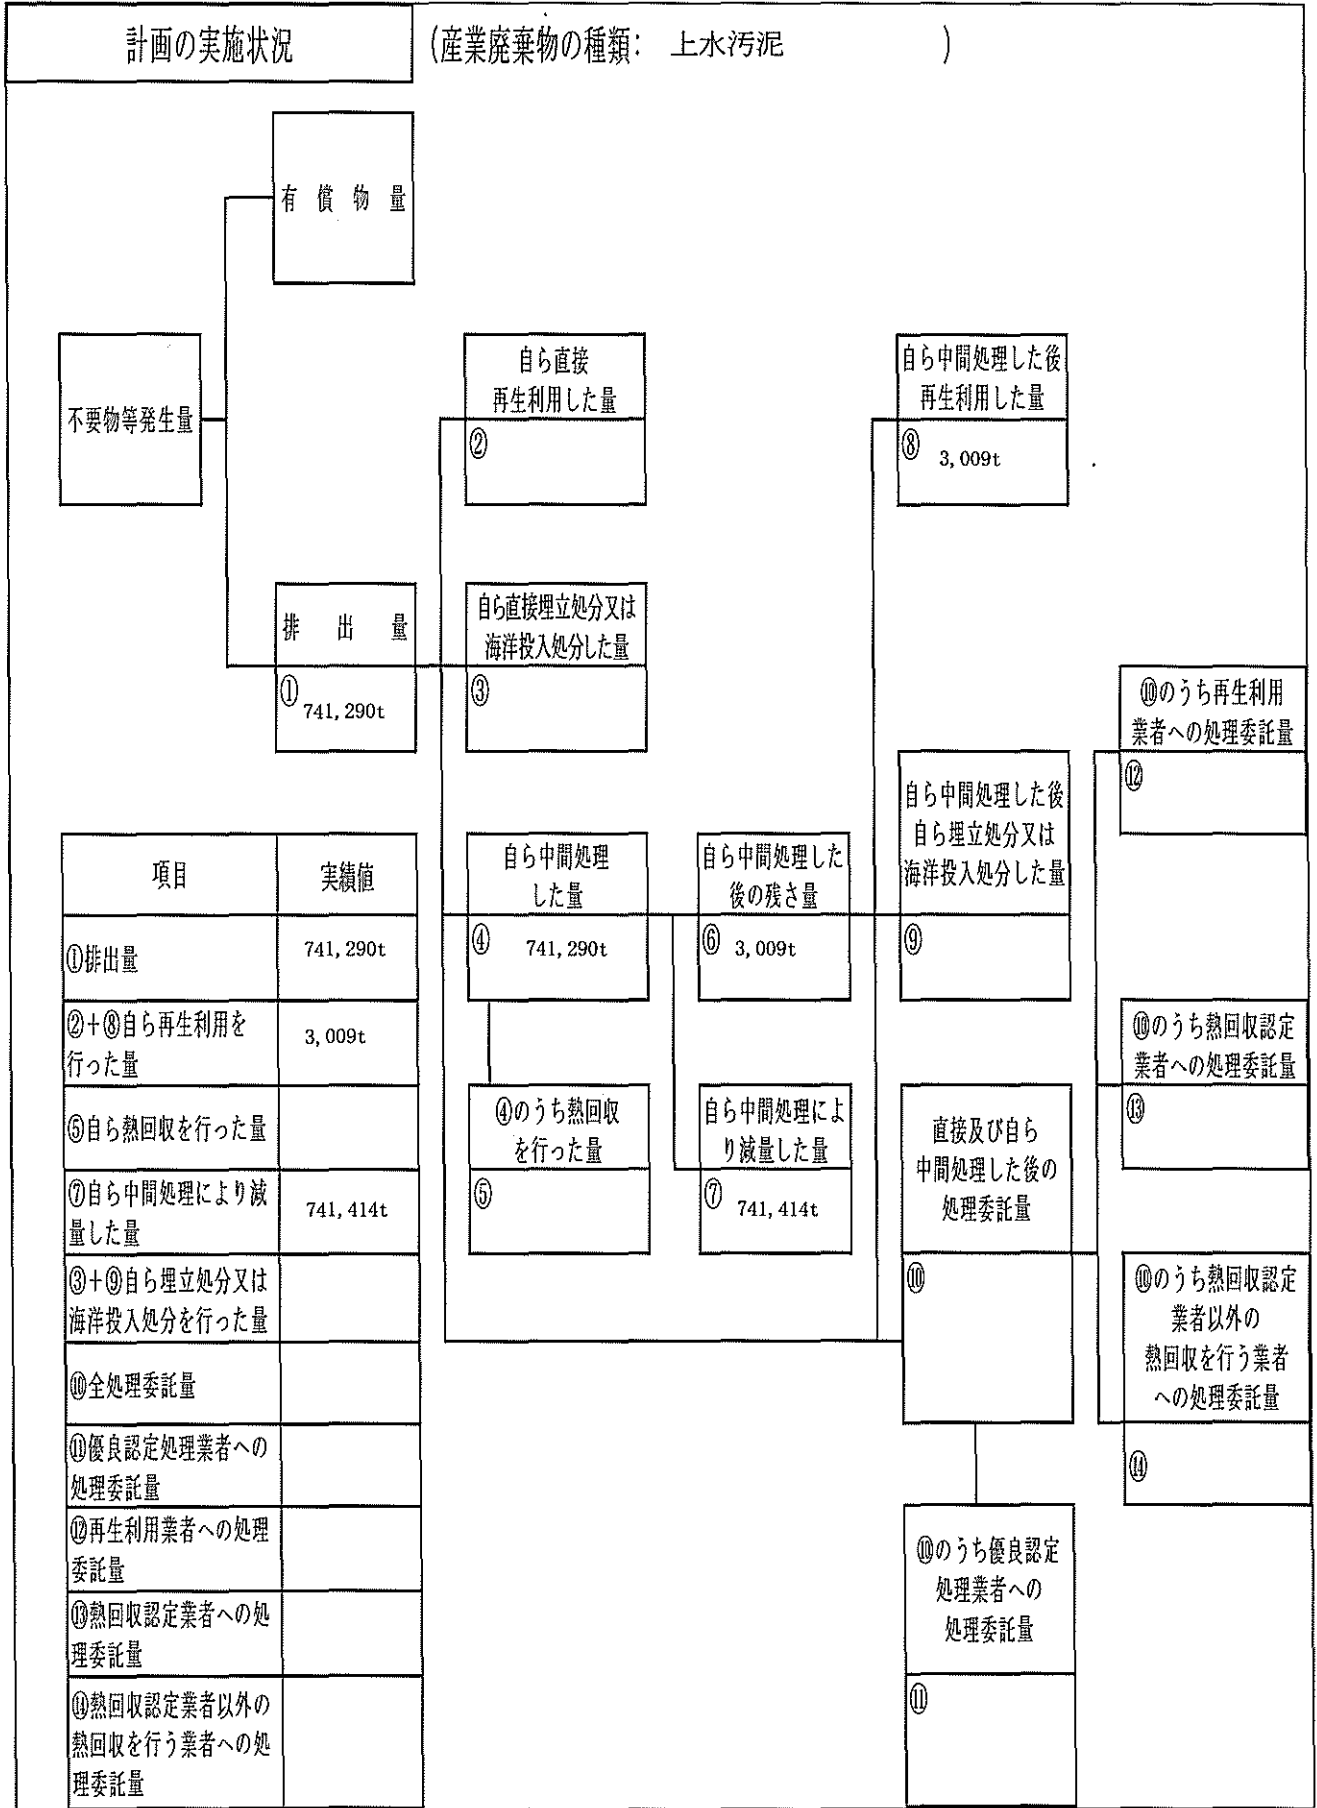 計画の実施状況
(産業廃棄物の種類: 上水汚泥 )
有償物量
不要物等発生量
自ら直接
再生利用した量
②
自ら中間処理した後
再生利用した量
⑧ 3,009t
排出量
① 741,290t
自ら直接埋立処分又は
海洋投入処分した量
③
⑩のうち再生利用
業者への処理委託量
⑫
自ら中間処理
した量
④ 741,290t
自ら中間処理した
後の残さ量
⑥ 3,009t
自ら中間処理した後
自ら埋立処分又は
海洋投入処分した量
⑨
⑩のうち熱回収認定
業者への処理委託量
⑬
④のうち熱回収
を行った量
⑤
自ら中間処理によ
り減量した量
⑦ 741,414t
直接及び自ら
中間処理した後の
処理委託量
⑩
⑩のうち熱回収認定
業者以外の
熱回収を行う業者
への処理委託量
⑭
⑩のうち優良認定
処理業者への
処理委託量
⑪
項目 実績値
①排出量 741,290t
②+⑧自ら再生利用を
行った量 3,009t
⑤自ら熱回収を行った量
⑦自ら中間処理により減
量した量 741,414t
③+⑨自ら埋立処分又は
海洋投入処分を行った量
⑩全処理委託量
⑪優良認定処理業者への
処理委託量
⑫再生利用業者への処理
委託量
⑬熱回収認定業者への処
理委託量
⑭熱回収認定業者以外の
熱回収を行う業者への処
理委託量